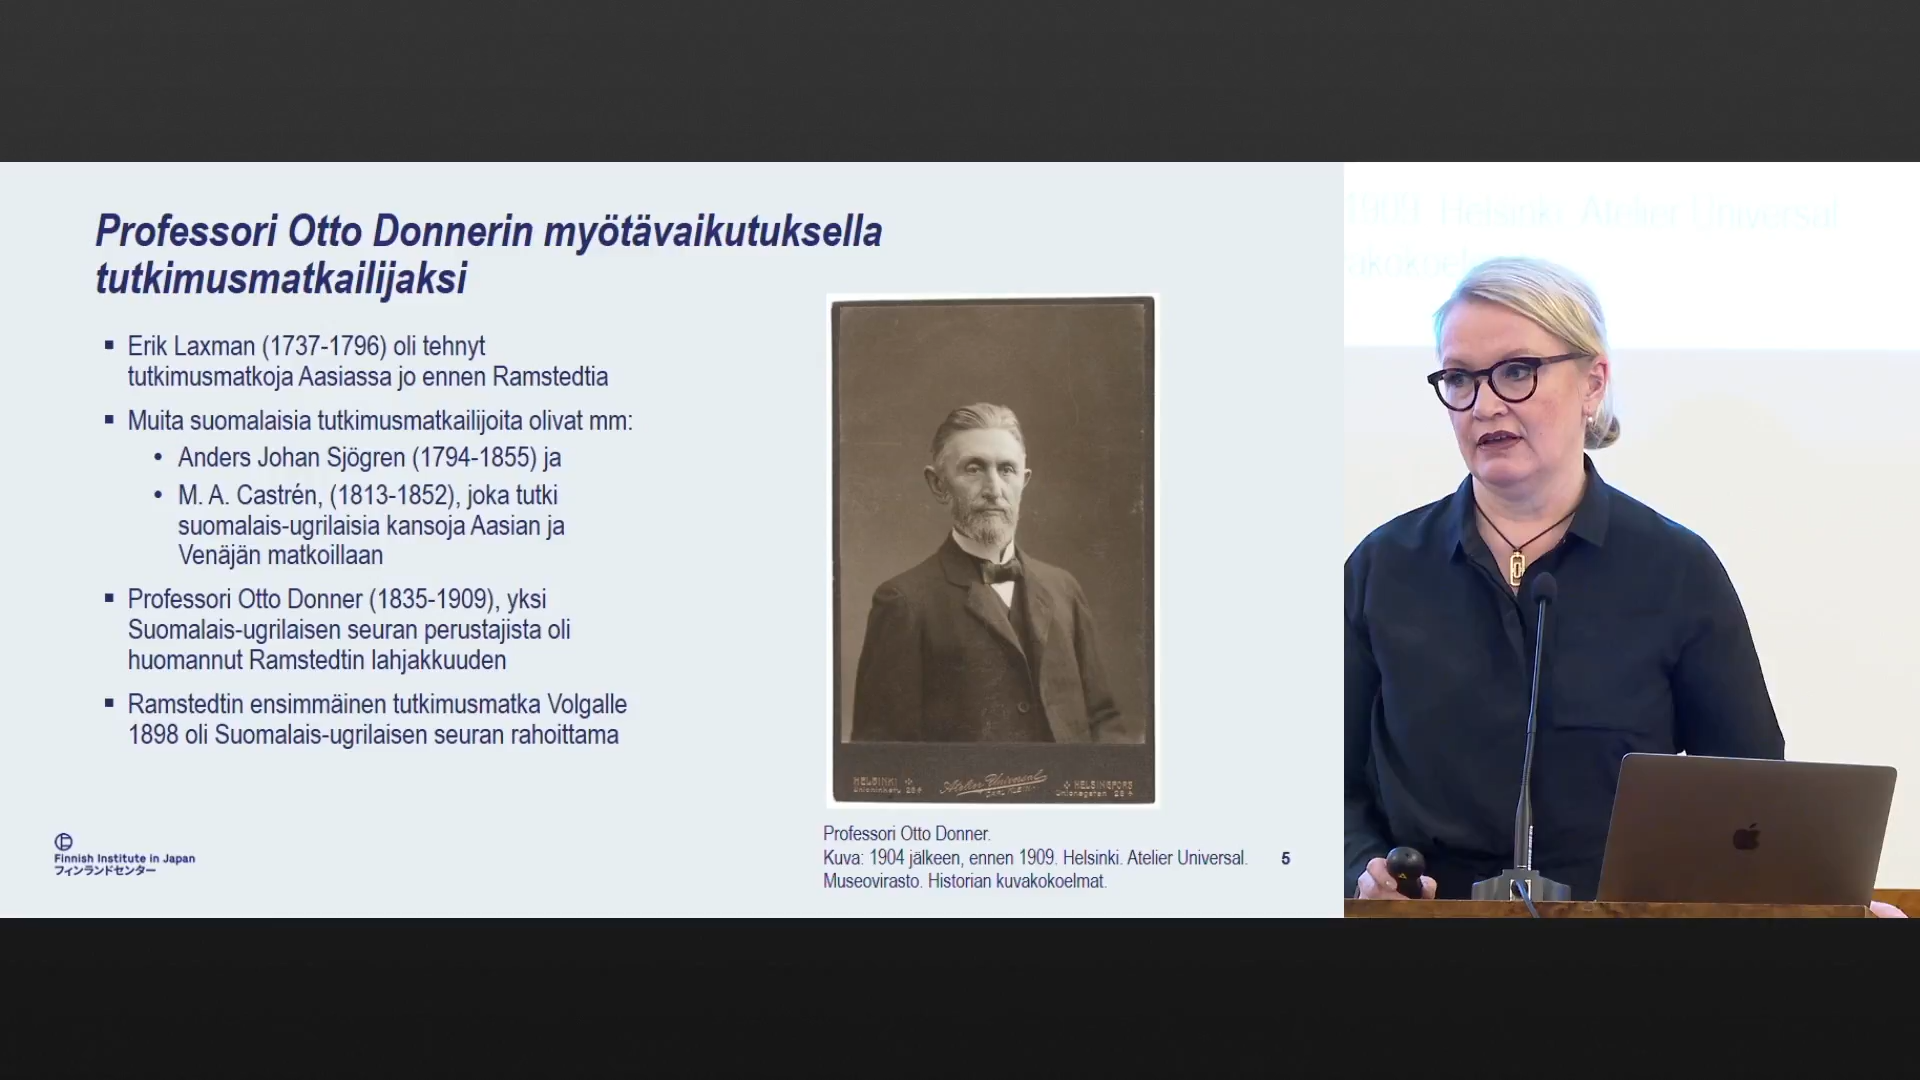 Professori Otto Donnerin myötävaikutuksella
tutkimusmatkailijaksi
▪ Erik Laxman (1737-1796) oli tehnyt
tutkimusmatkoja Aasiassa jo ennen Ramstedtia
▪ Muita suomalaisia tutkimusmatkailijoita olivat mm:
• Anders Johan Sjögren (1794-1855) ja
• M. A. Castrén, (1813-1852), joka tutki
suomalais-ugrilaisia kansoja Aasian ja
Venäjän matkoillaan
▪ Professori Otto Donner (1835-1909), yksi
Suomalais-ugrilaisen seuran perustajista oli
huomannut Ramstedtin lahjakkuuden
▪ Ramstedtin ensimmäinen tutkimusmatka Volgalle
1898 oli Suomalais-ugrilaisen seuran rahoittama
HELSINKI
Atelier Universal
HELSINGFORS
Professori Otto Donner.
Kuva: 1904 jälkeen, ennen 1909. Helsinki. Atelier Universal.
Museovirasto. Historian kuvakokoelmat.
5
Finnish Institute in Japan
フィンランドセンター
1909. Helsinki. Atelier Universal